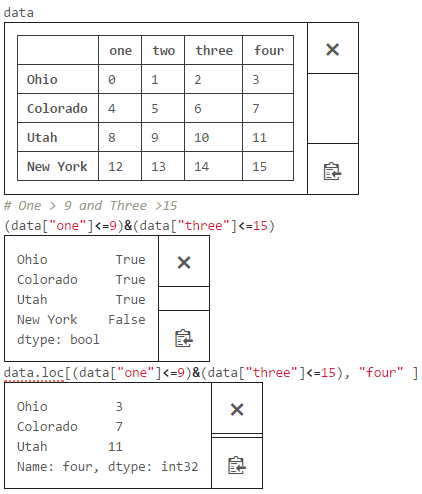 data
one two three four
Ohio 0 1 2 3
Colorado 4 5 6 7
Utah 8 9 10 11
New York 12 13 14 15
# One > 9 and Three >15
(data["one"]<=9)&(data["three"]<=15)
Ohio True
Colorado True
Utah True
New York False
dtype: bool
data.loc[(data["one"]<=9)&(data["three"]<=15), "four" ]
Ohio 3
Colorado 7
Utah 11
Name: four, dtype: int32